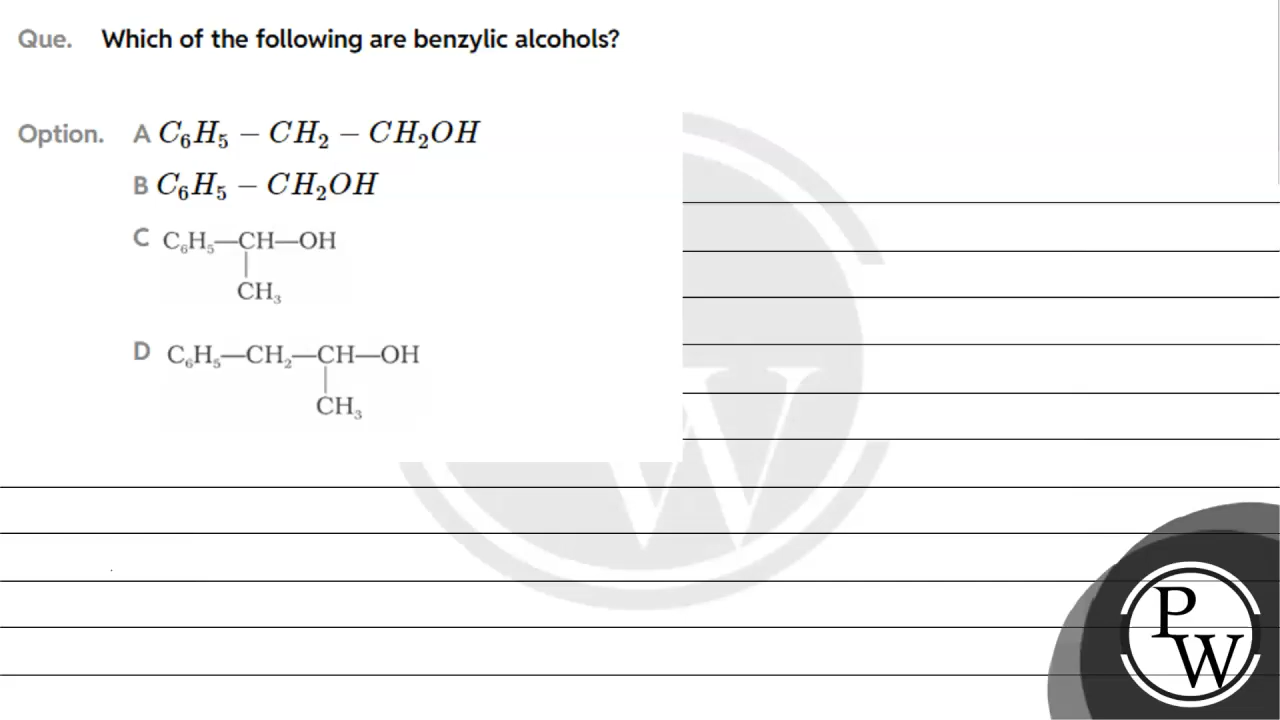 Que. Which of the following are benzylic alcohols?
Option. A C₆H₅ − CH₂ − CH₂OH
B C₆H₅ − CH₂OH
C C₆H₅—CH—OH
|
CH₃
D C₆H₅—CH₂—CH—OH
|
CH₃
W
P
W